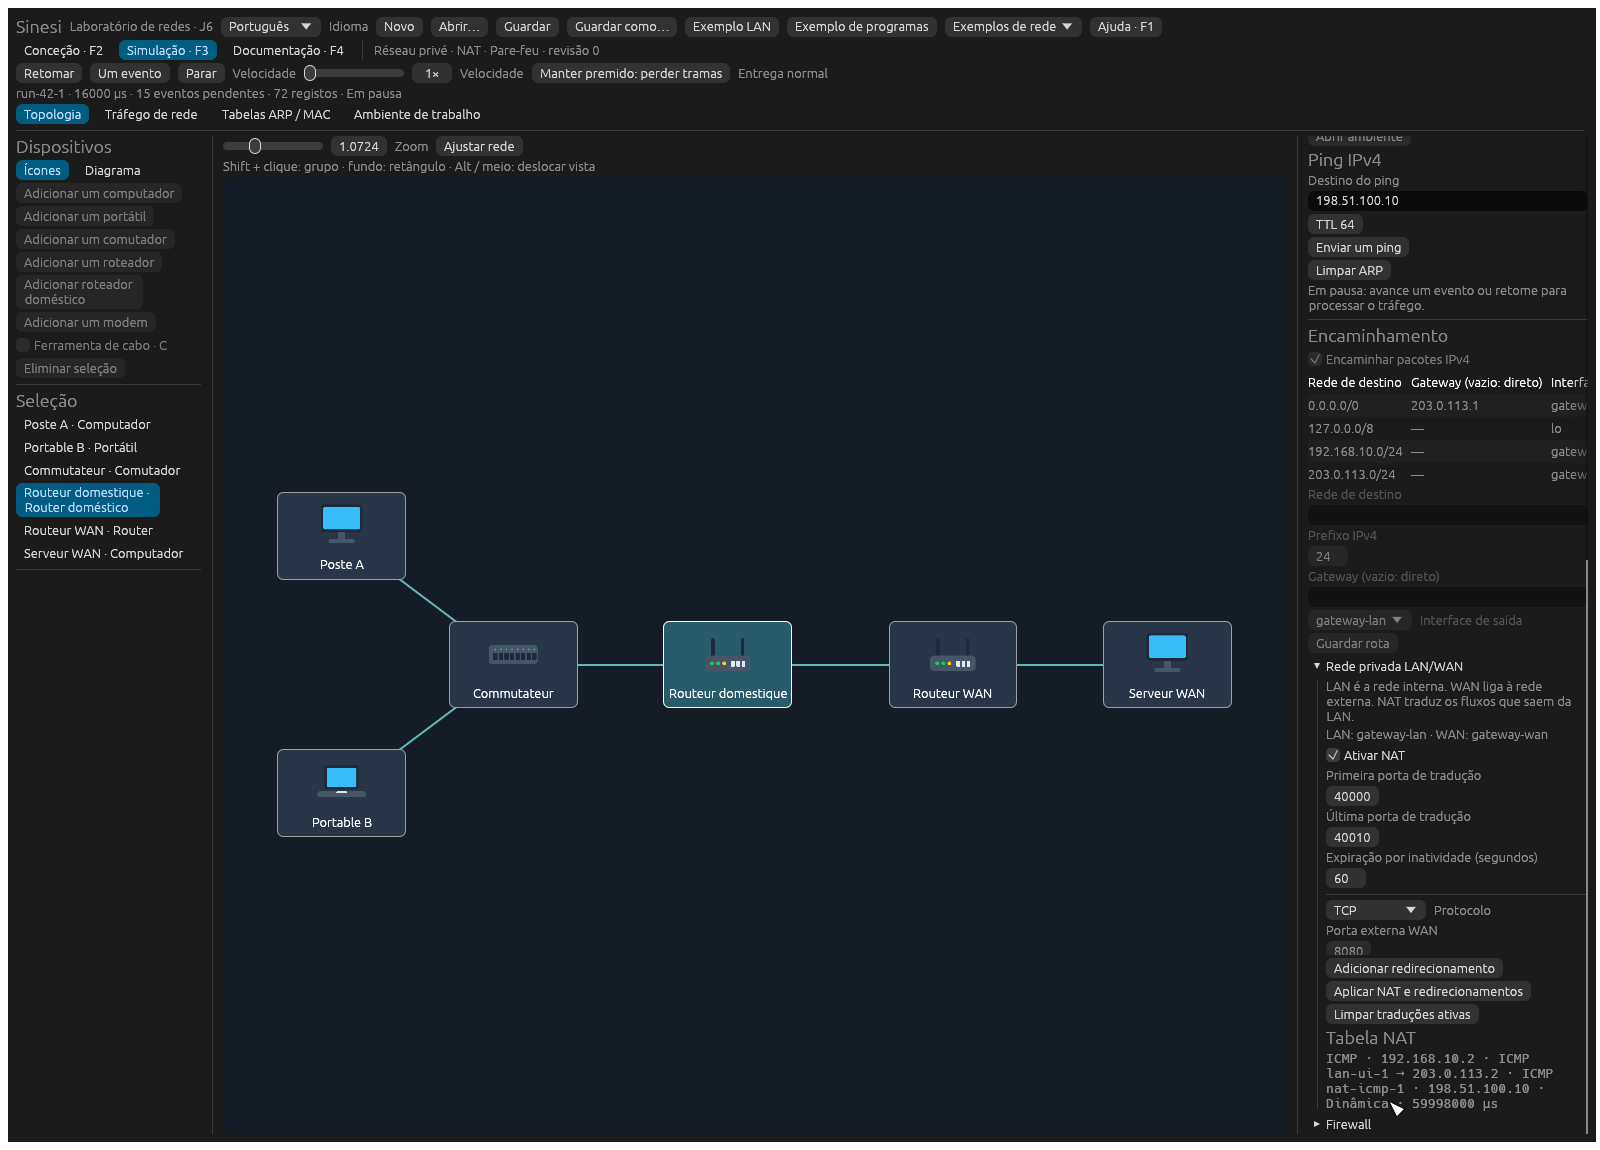 Sinesi Laboratório de redes · J6 Português Idioma Novo Abrir… Guardar Guardar como… Exemplo LAN Exemplo de programas Exemplos de rede Ajuda · F1
Conceção · F2 Simulação · F3 Documentação · F4 Réseau privé · NAT · Pare-feu · revisão 0
Retomar Um evento Parar Velocidade 1× Velocidade Manter premido: perder tramas Entrega normal
run-42-1 · 16000 µs · 15 eventos pendentes · 72 registos · Em pausa
Topologia Tráfego de rede Tabelas ARP / MAC Ambiente de trabalho
Dispositivos
Ícones Diagrama
Adicionar um computador
Adicionar um portátil
Adicionar um comutador
Adicionar um roteador
Adicionar roteador
doméstico
Adicionar um modem
Ferramenta de cabo · C
Eliminar seleção
Seleção
Poste A · Computador
Portable B · Portátil
Commutateur · Comutador
Routeur domestique ·
Router doméstico
Routeur WAN · Router
Serveur WAN · Computador
1.0724 Zoom Ajustar rede
Shift + clique: grupo · fundo: retângulo · Alt / meio: deslocar vista
Poste A
Commutateur
Routeur domestique
Routeur WAN
Serveur WAN
Portable B
Abrir ambiente
Ping IPv4
Destino do ping
198.51.100.10
TTL 64
Enviar um ping
Limpar ARP
Em pausa: avance um evento ou retome para
processar o tráfego.
Encaminhamento
Encaminhar pacotes IPv4
Rede de destino Gateway (vazio: direto) Interfa
0.0.0.0/0 203.0.113.1 gatew
127.0.0.0/8 — lo
192.168.10.0/24 — gatew
203.0.113.0/24 — gatew
Rede de destino
Prefixo IPv4
24
Gateway (vazio: direto)
gateway-lan Interface de saída
Guardar rota
Rede privada LAN/WAN
LAN é a rede interna. WAN liga à rede
externa. NAT traduz os fluxos que saem da
LAN.
LAN: gateway-lan · WAN: gateway-wan
Ativar NAT
Primeira porta de tradução
40000
Última porta de tradução
40010
Expiração por inatividade (segundos)
60
TCP Protocolo
Porta externa WAN
8080
Adicionar redirecionamento
Aplicar NAT e redirecionamentos
Limpar traduções ativas
Tabela NAT
ICMP · 192.168.10.2 · ICMP
lan-ui-1 → 203.0.113.2 · ICMP
nat-icmp-1 · 198.51.100.10 ·
Dinâmica · 59998000 µs
Firewall